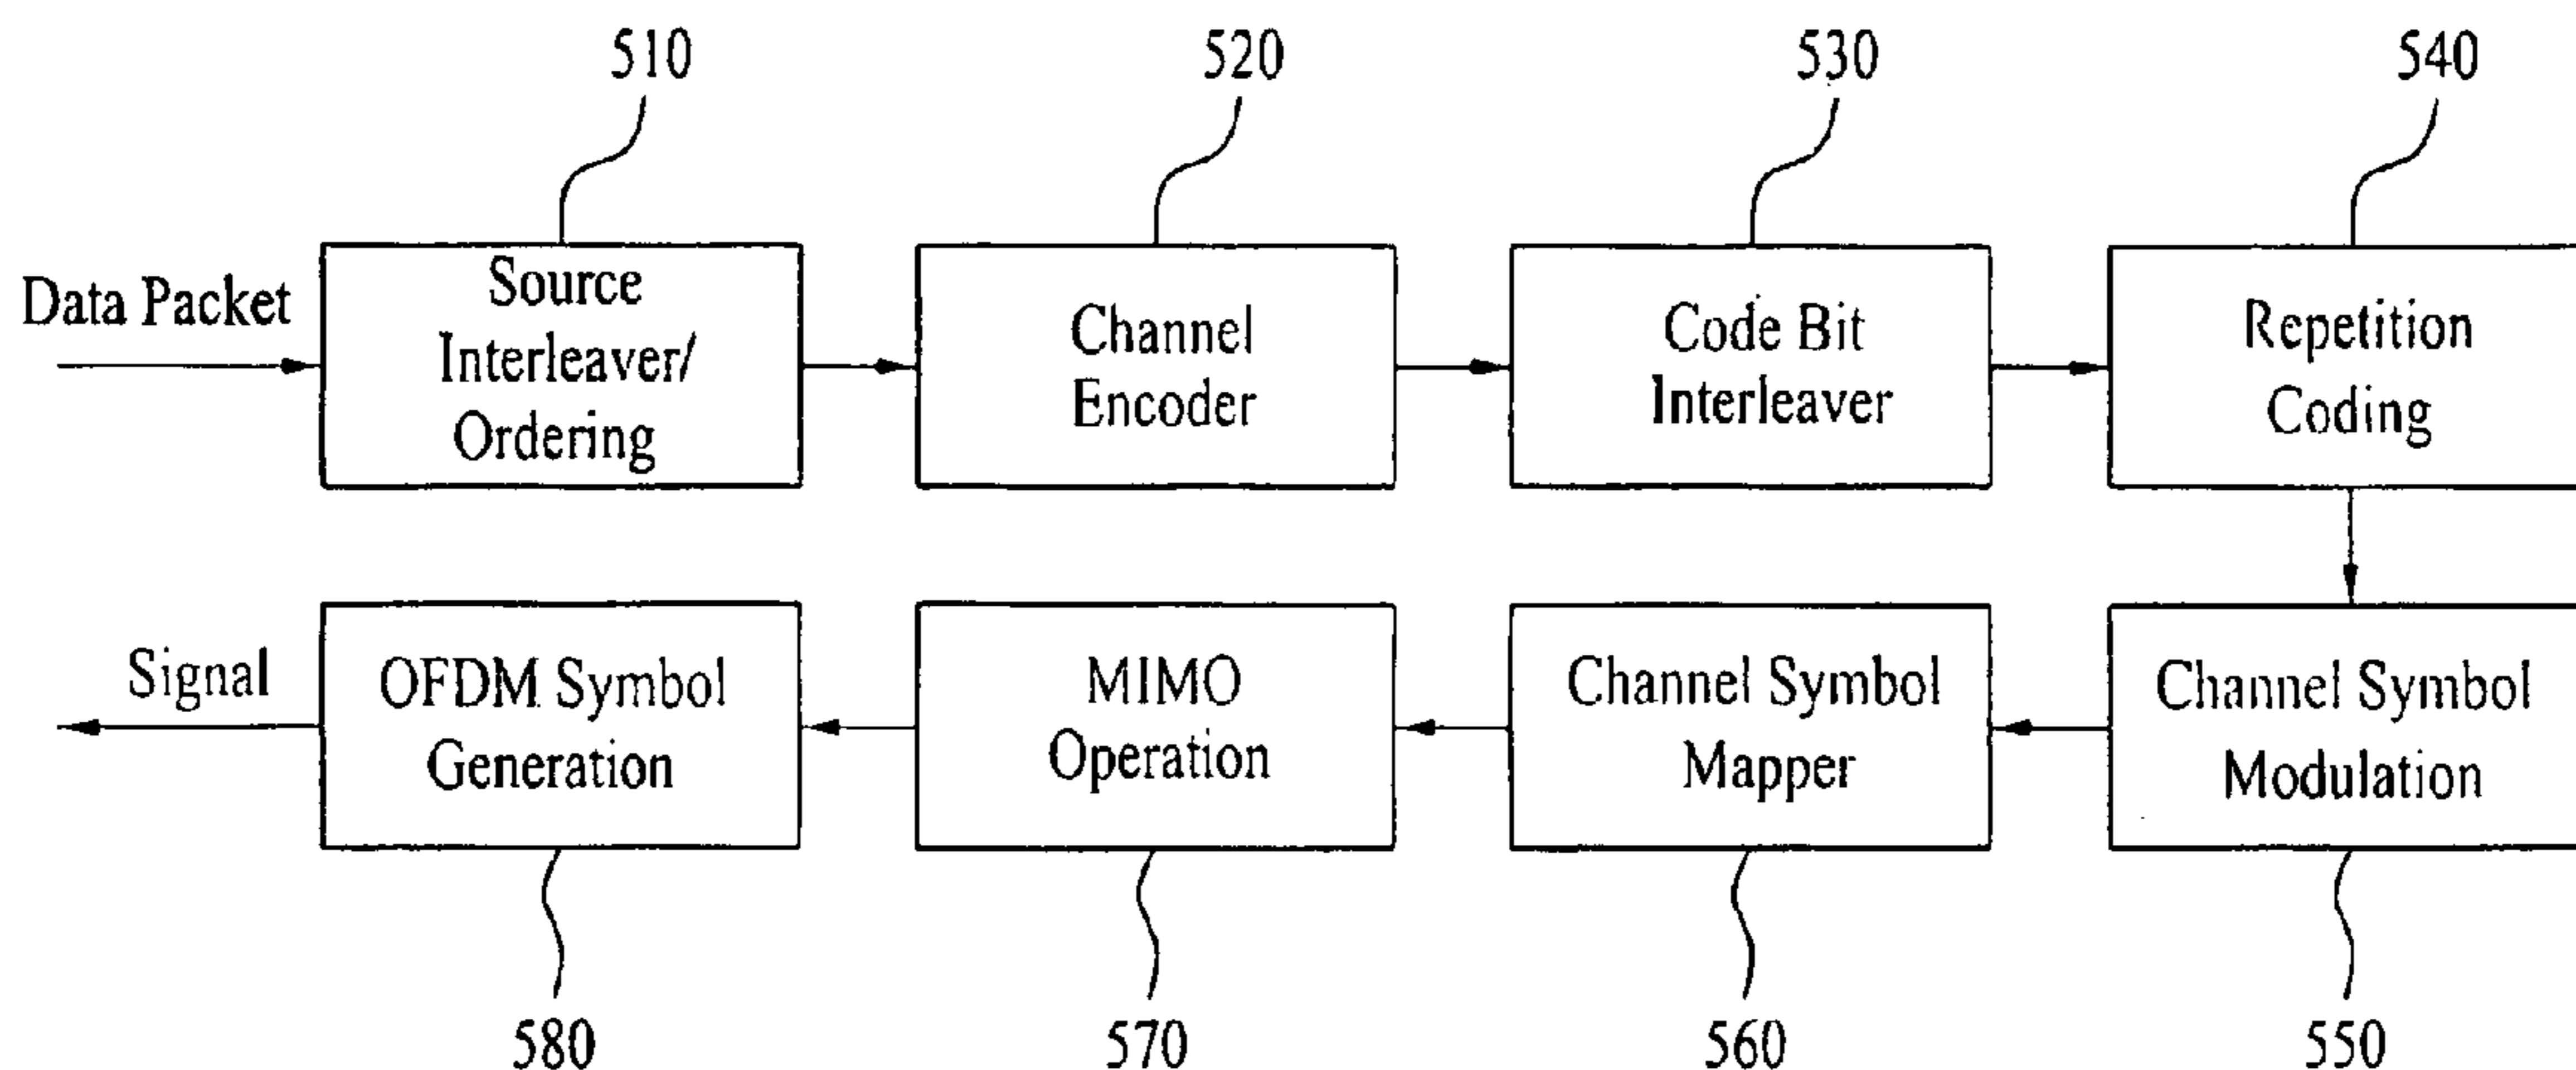 510
520
530
540
Data Packet
Source
Interleaver/
Ordering
Channel
Encoder
Code Bit
Interleaver
Repetition
Coding
Signal
OFDM Symbol
Generation
MIMO
Operation
Channel Symbol
Mapper
Channel Symbol
Modulation
580
570
560
550